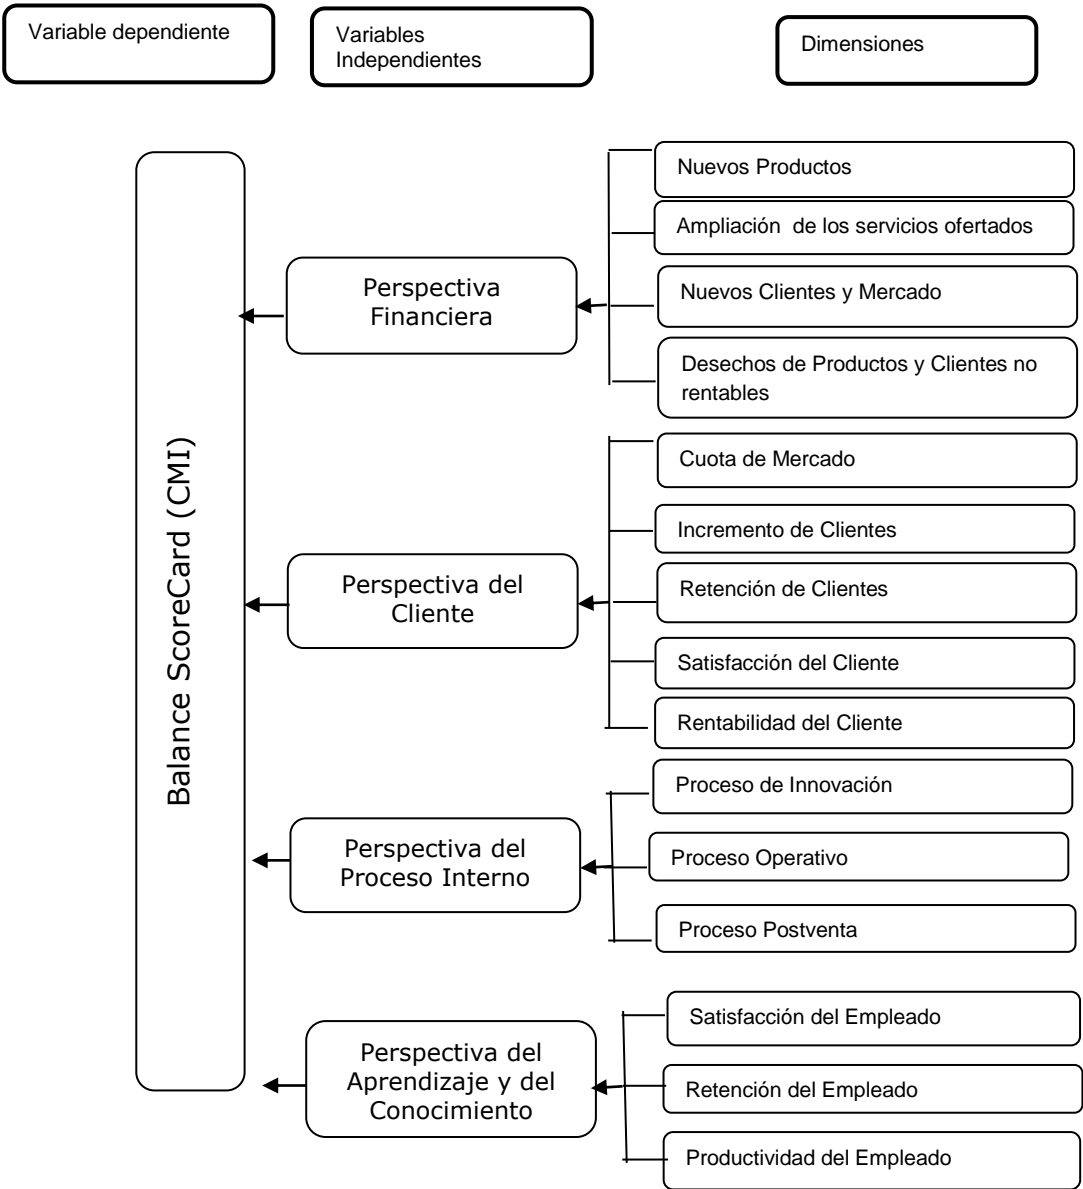 Variable dependiente
Variables
Independientes
Dimensiones
Balance ScoreCard (CMI)
Perspectiva
Financiera
Nuevos Productos
Ampliación de los servicios ofertados
Nuevos Clientes y Mercado
Desechos de Productos y Clientes no
rentables
Perspectiva del
Cliente
Cuota de Mercado
Incremento de Clientes
Retención de Clientes
Satisfacción del Cliente
Rentabilidad del Cliente
Perspectiva del
Proceso Interno
Proceso de Innovación
Proceso Operativo
Proceso Postventa
Perspectiva del
Aprendizaje y del
Conocimiento
Satisfacción del Empleado
Retención del Empleado
Productividad del Empleado